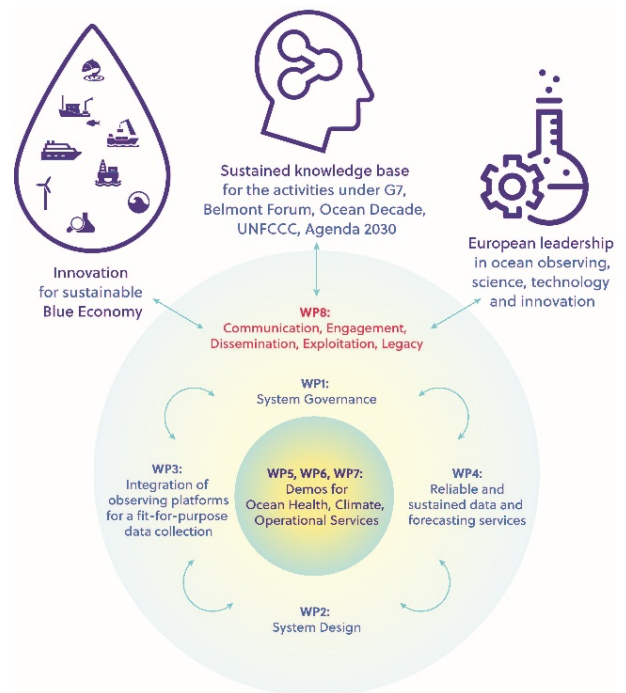 Sustained knowledge base
for the activities under G7,
Belmont Forum, Ocean Decade,
UNFCCC, Agenda 2030
Innovation
for sustainable
Blue Economy
European leadership
in ocean observing,
science, technology
and innovation
WP8:
Communication, Engagement,
Dissemination, Exploitation, Legacy
WP1:
System Governance
WP3:
Integration of
observing platforms
for a fit-for-purpose
data collection
WP5, WP6, WP7:
Demos for
Ocean Health, Climate,
Operational Services
WP4:
Reliable and
sustained data and
forecasting services
WP2:
System Design